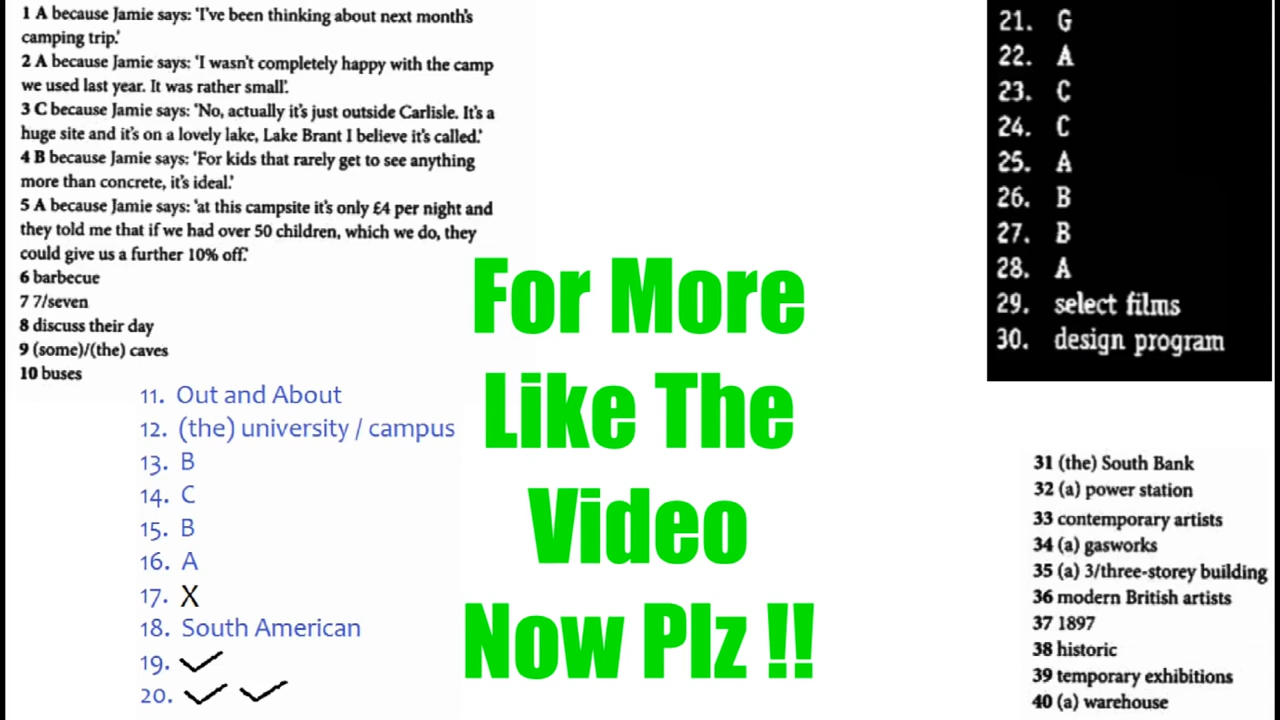 1 A because Jamie says: 'I've been thinking about next month's
camping trip.'
2 A because Jamie says: 'I wasn't completely happy with the camp
we used last year. It was rather small'.
3 C because Jamie says: 'No, actually it's just outside Carlisle. It's a
huge site and it's on a lovely lake, Lake Brant I believe it's called.'
4 B because Jamie says: 'For kids that rarely get to see anything
more than concrete, it's ideal.'
5 A because Jamie says: 'at this campsite it's only £4 per night and
they told me that if we had over 50 children, which we do, they
could give us a further 10% off.'
6 barbecue
7 7/seven
8 discuss their day
9 (some)/(the) caves
10 buses
11. Out and About
12. (the) university / campus
13. B
14. C
15. B
16. A
17. X
18. South American
19. ✓
20. ✓ ✓
For More
Like The
Video
Now Plz !!
21. G
22. A
23. C
24. C
25. A
26. B
27. B
28. A
29. select films
30. design program
31 (the) South Bank
32 (a) power station
33 contemporary artists
34 (a) gasworks
35 (a) 3/three-storey building
36 modern British artists
37 1897
38 historic
39 temporary exhibitions
40 (a) warehouse